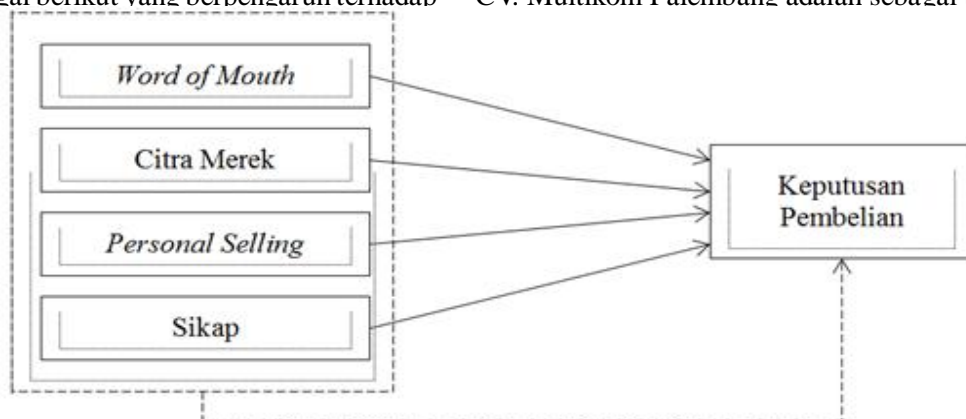 berikut yang berpengaruh terhadap
CV. Multikom Palembang adalah sebagai
Word of Mouth
Citra Merek
Personal Selling
Sikap
Keputusan
Pembelian